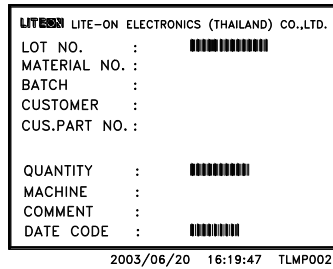 LITEON LITE-ON ELECTRONICS (THAILAND) CO.,LTD.
LOT NO. :
MATERIAL NO. :
BATCH :
CUSTOMER :
CUS.PART NO. :
QUANTITY :
MACHINE :
COMMENT :
DATE CODE :
2003/06/20 16:19:47 TLMP002